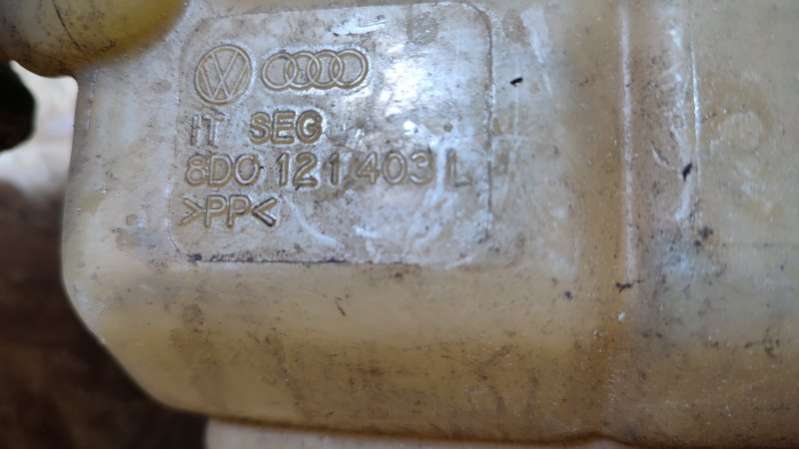 IT SEG
8D0 121 403 L
>PP<